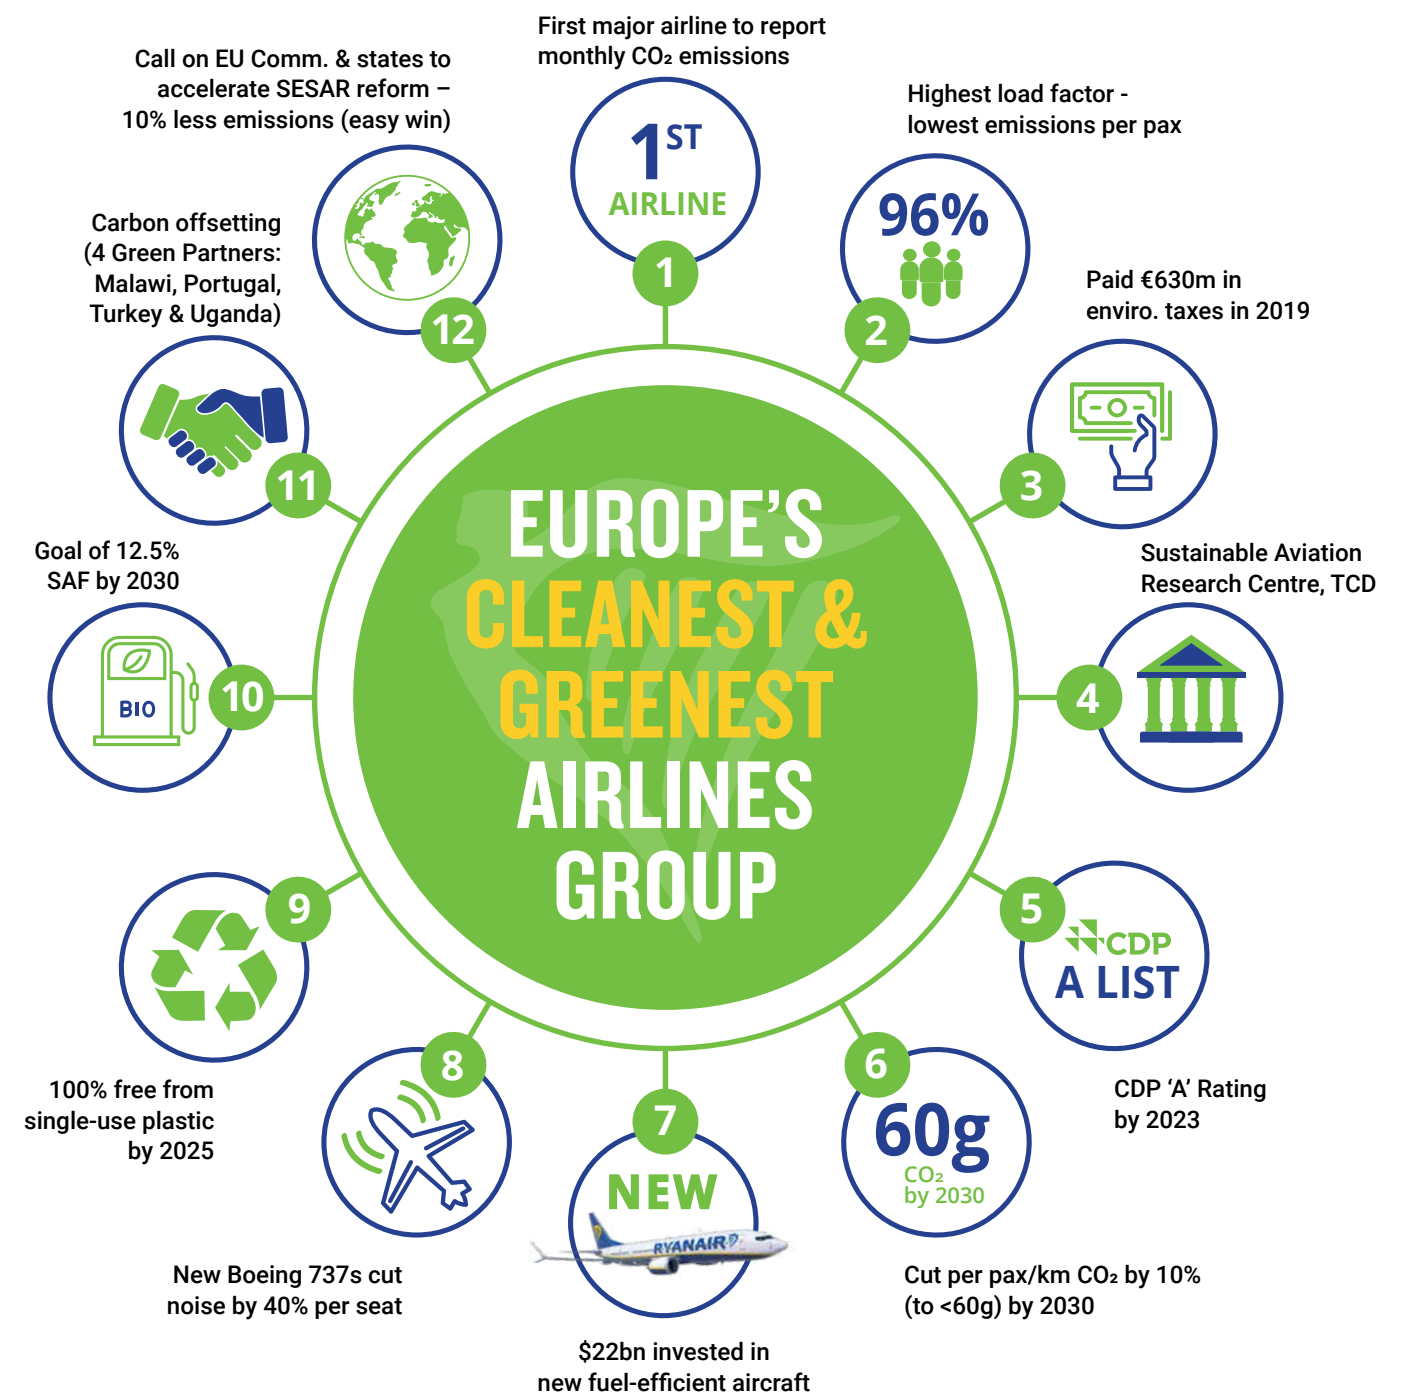 First major airline to report
monthly CO₂ emissions
1ST
AIRLINE
1
Highest load factor -
lowest emissions per pax
96%
2
Paid €630m in
enviro. taxes in 2019
3
Sustainable Aviation
Research Centre, TCD
4
5
CDP
A LIST
CDP ‘A’ Rating
by 2023
6
60g
CO₂
by 2030
Cut per pax/km CO₂ by 10%
(to <60g) by 2030
7
NEW
RYANAIR
$22bn invested in
new fuel-efficient aircraft
8
New Boeing 737s cut
noise by 40% per seat
9
100% free from
single-use plastic
by 2025
Goal of 12.5%
SAF by 2030
BIO
10
Carbon offsetting
(4 Green Partners:
Malawi, Portugal,
Turkey & Uganda)
11
Call on EU Comm. & states to
accelerate SESAR reform –
10% less emissions (easy win)
12
EUROPE’S
CLEANEST &
GREENEST
AIRLINES
GROUP